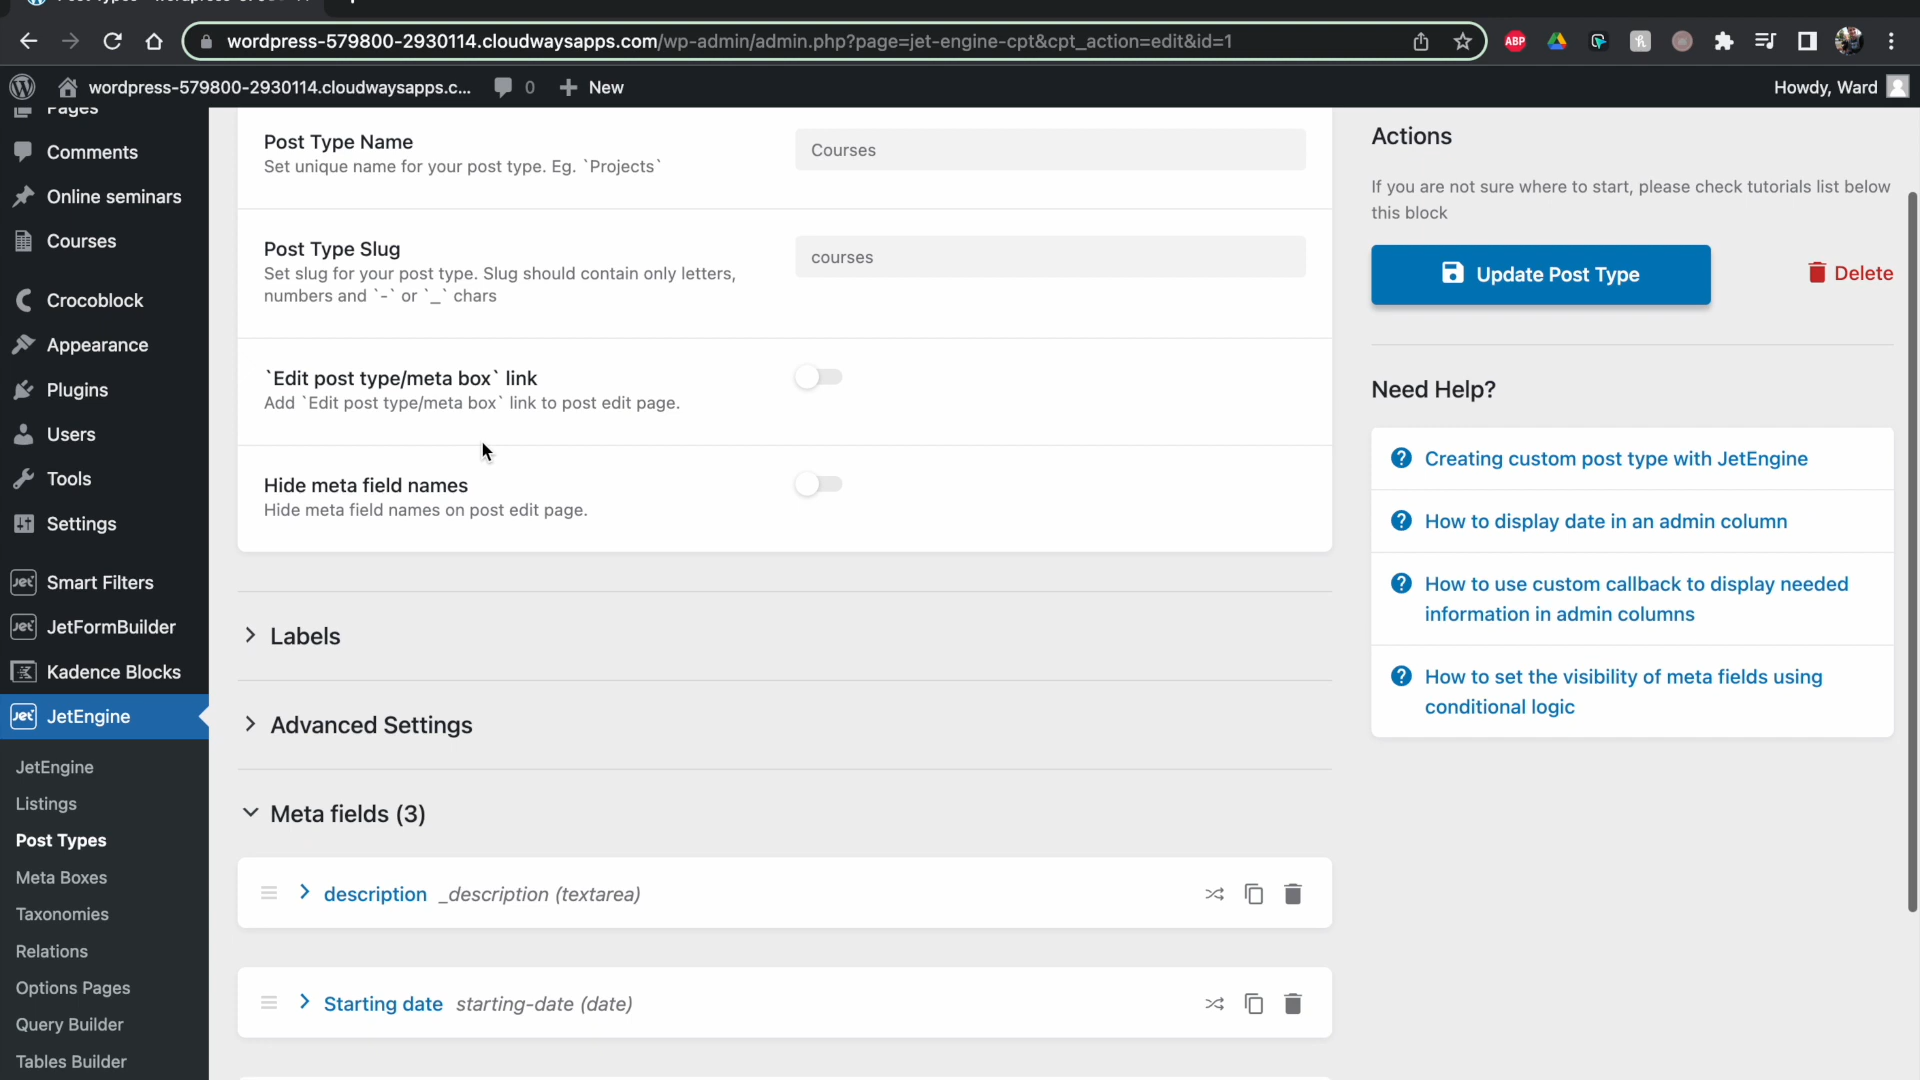 wordpress-579800-2930114.cloudwaysapps.com/wp-admin/admin.php?page=jet-engine-cpt&cpt_action=edit&id=1
ABP
wordpress-579800-2930114.cloudwaysapps.c...
0
New
Howdy, Ward
Pages
Comments
Online seminars
Courses
Crocoblock
Appearance
Plugins
Users
Tools
Settings
Jet Smart Filters
Jet JetFormBuilder
Kadence Blocks
Jet JetEngine
JetEngine
Listings
Post Types
Meta Boxes
Taxonomies
Relations
Options Pages
Query Builder
Tables Builder
Post Type Name
Set unique name for your post type. Eg. `Projects`
Courses
Post Type Slug
Set slug for your post type. Slug should contain only letters,
numbers and `-` or `_` chars
courses
`Edit post type/meta box` link
Add `Edit post type/meta box` link to post edit page.
Hide meta field names
Hide meta field names on post edit page.
Labels
Advanced Settings
Meta fields (3)
description _description (textarea)
Starting date starting-date (date)
Actions
If you are not sure where to start, please check tutorials list below
this block
Update Post Type
Delete
Need Help?
Creating custom post type with JetEngine
How to display date in an admin column
How to use custom callback to display needed
information in admin columns
How to set the visibility of meta fields using
conditional logic